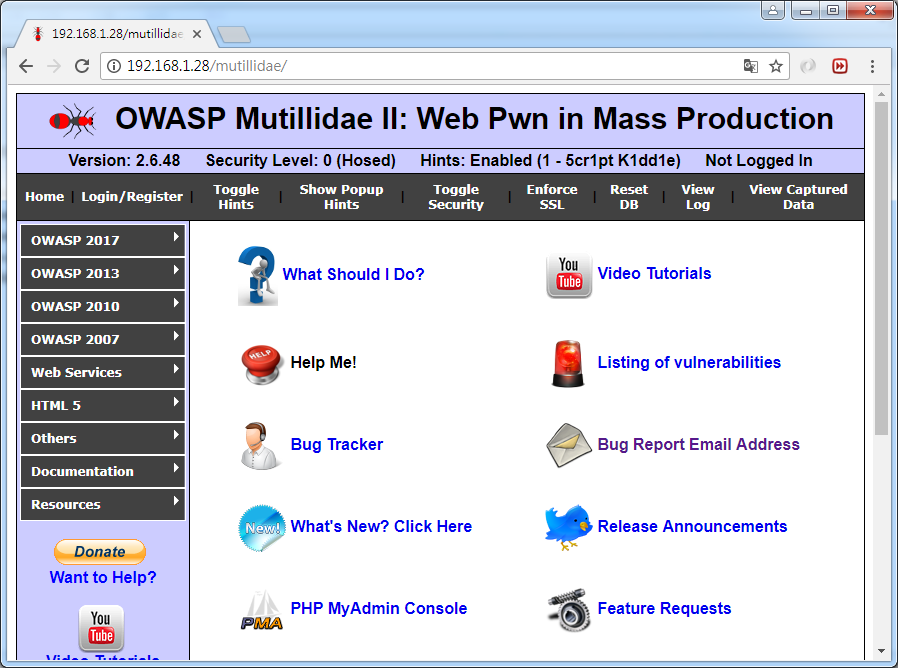 192.168.1.28/mutillidae
192.168.1.28/mutillidae/
OWASP Mutillidae II: Web Pwn in Mass Production
Version: 2.6.48 Security Level: 0 (Hosed) Hints: Enabled (1 - 5cr1pt K1dd1e) Not Logged In
Home | Login/Register | Toggle Hints | Show Popup Hints | Toggle Security | Enforce SSL | Reset DB | View Log | View Captured Data
OWASP 2017
OWASP 2013
OWASP 2010
OWASP 2007
Web Services
HTML 5
Others
Documentation
Resources
Donate
Want to Help?
You
Tube
Video Tutorials
What Should I Do?
You
Tube
Video Tutorials
HELP
Help Me!
Listing of vulnerabilities
Bug Tracker
Bug Report Email Address
New!
What's New? Click Here
Release Announcements
PMA
PHP MyAdmin Console
Feature Requests